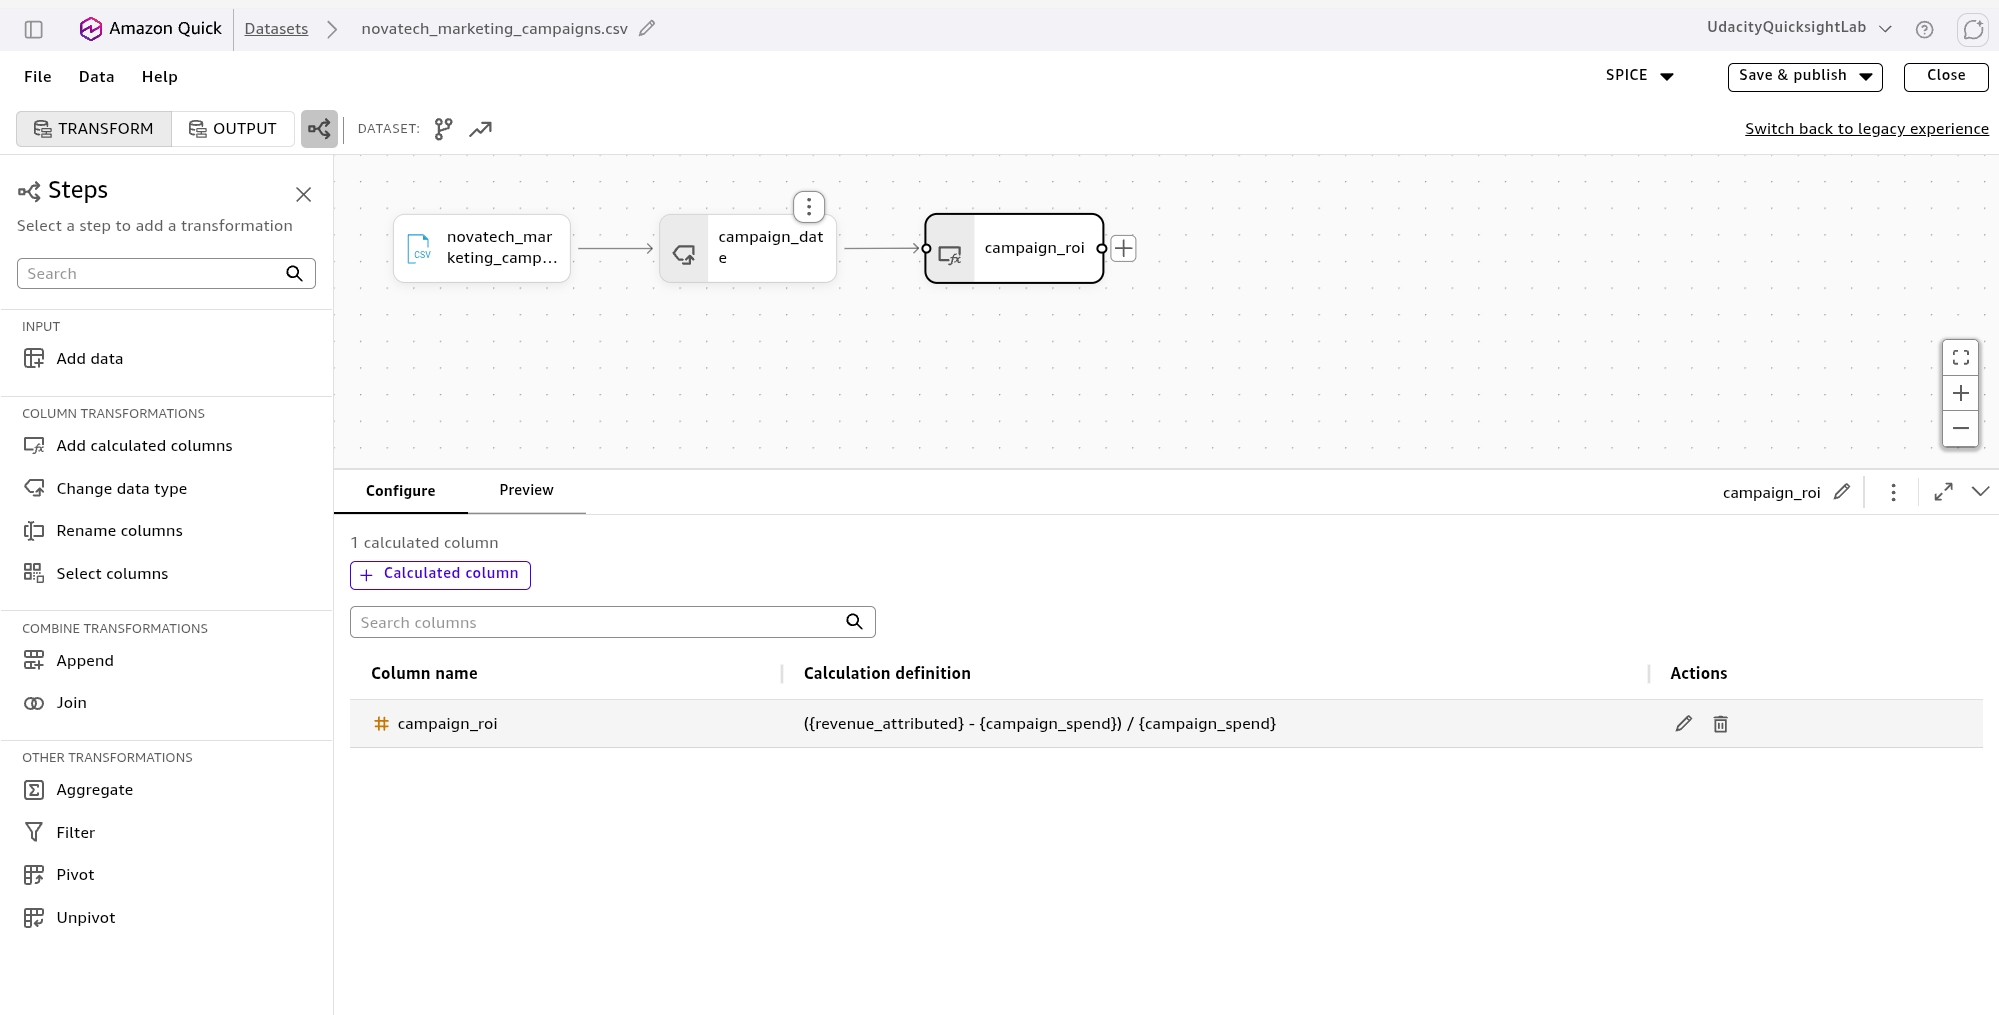 Amazon Quick
Datasets
novatech_marketing_campaigns.csv
UdacityQuicksightLab
File
Data
Help
SPICE
Save & publish
Close
TRANSFORM
OUTPUT
DATASET:
Switch back to legacy experience
Steps
Select a step to add a transformation
Search
INPUT
Add data
COLUMN TRANSFORMATIONS
Add calculated columns
Change data type
Rename columns
Select columns
COMBINE TRANSFORMATIONS
Append
Join
OTHER TRANSFORMATIONS
Aggregate
Filter
Pivot
Unpivot
CSV
novatech_mar
keting_camp...
campaign_dat
e
fx
campaign_roi
Configure
Preview
campaign_roi
1 calculated column
+ Calculated column
Search columns
Column name
Calculation definition
Actions
# campaign_roi
({revenue_attributed} - {campaign_spend}) / {campaign_spend}